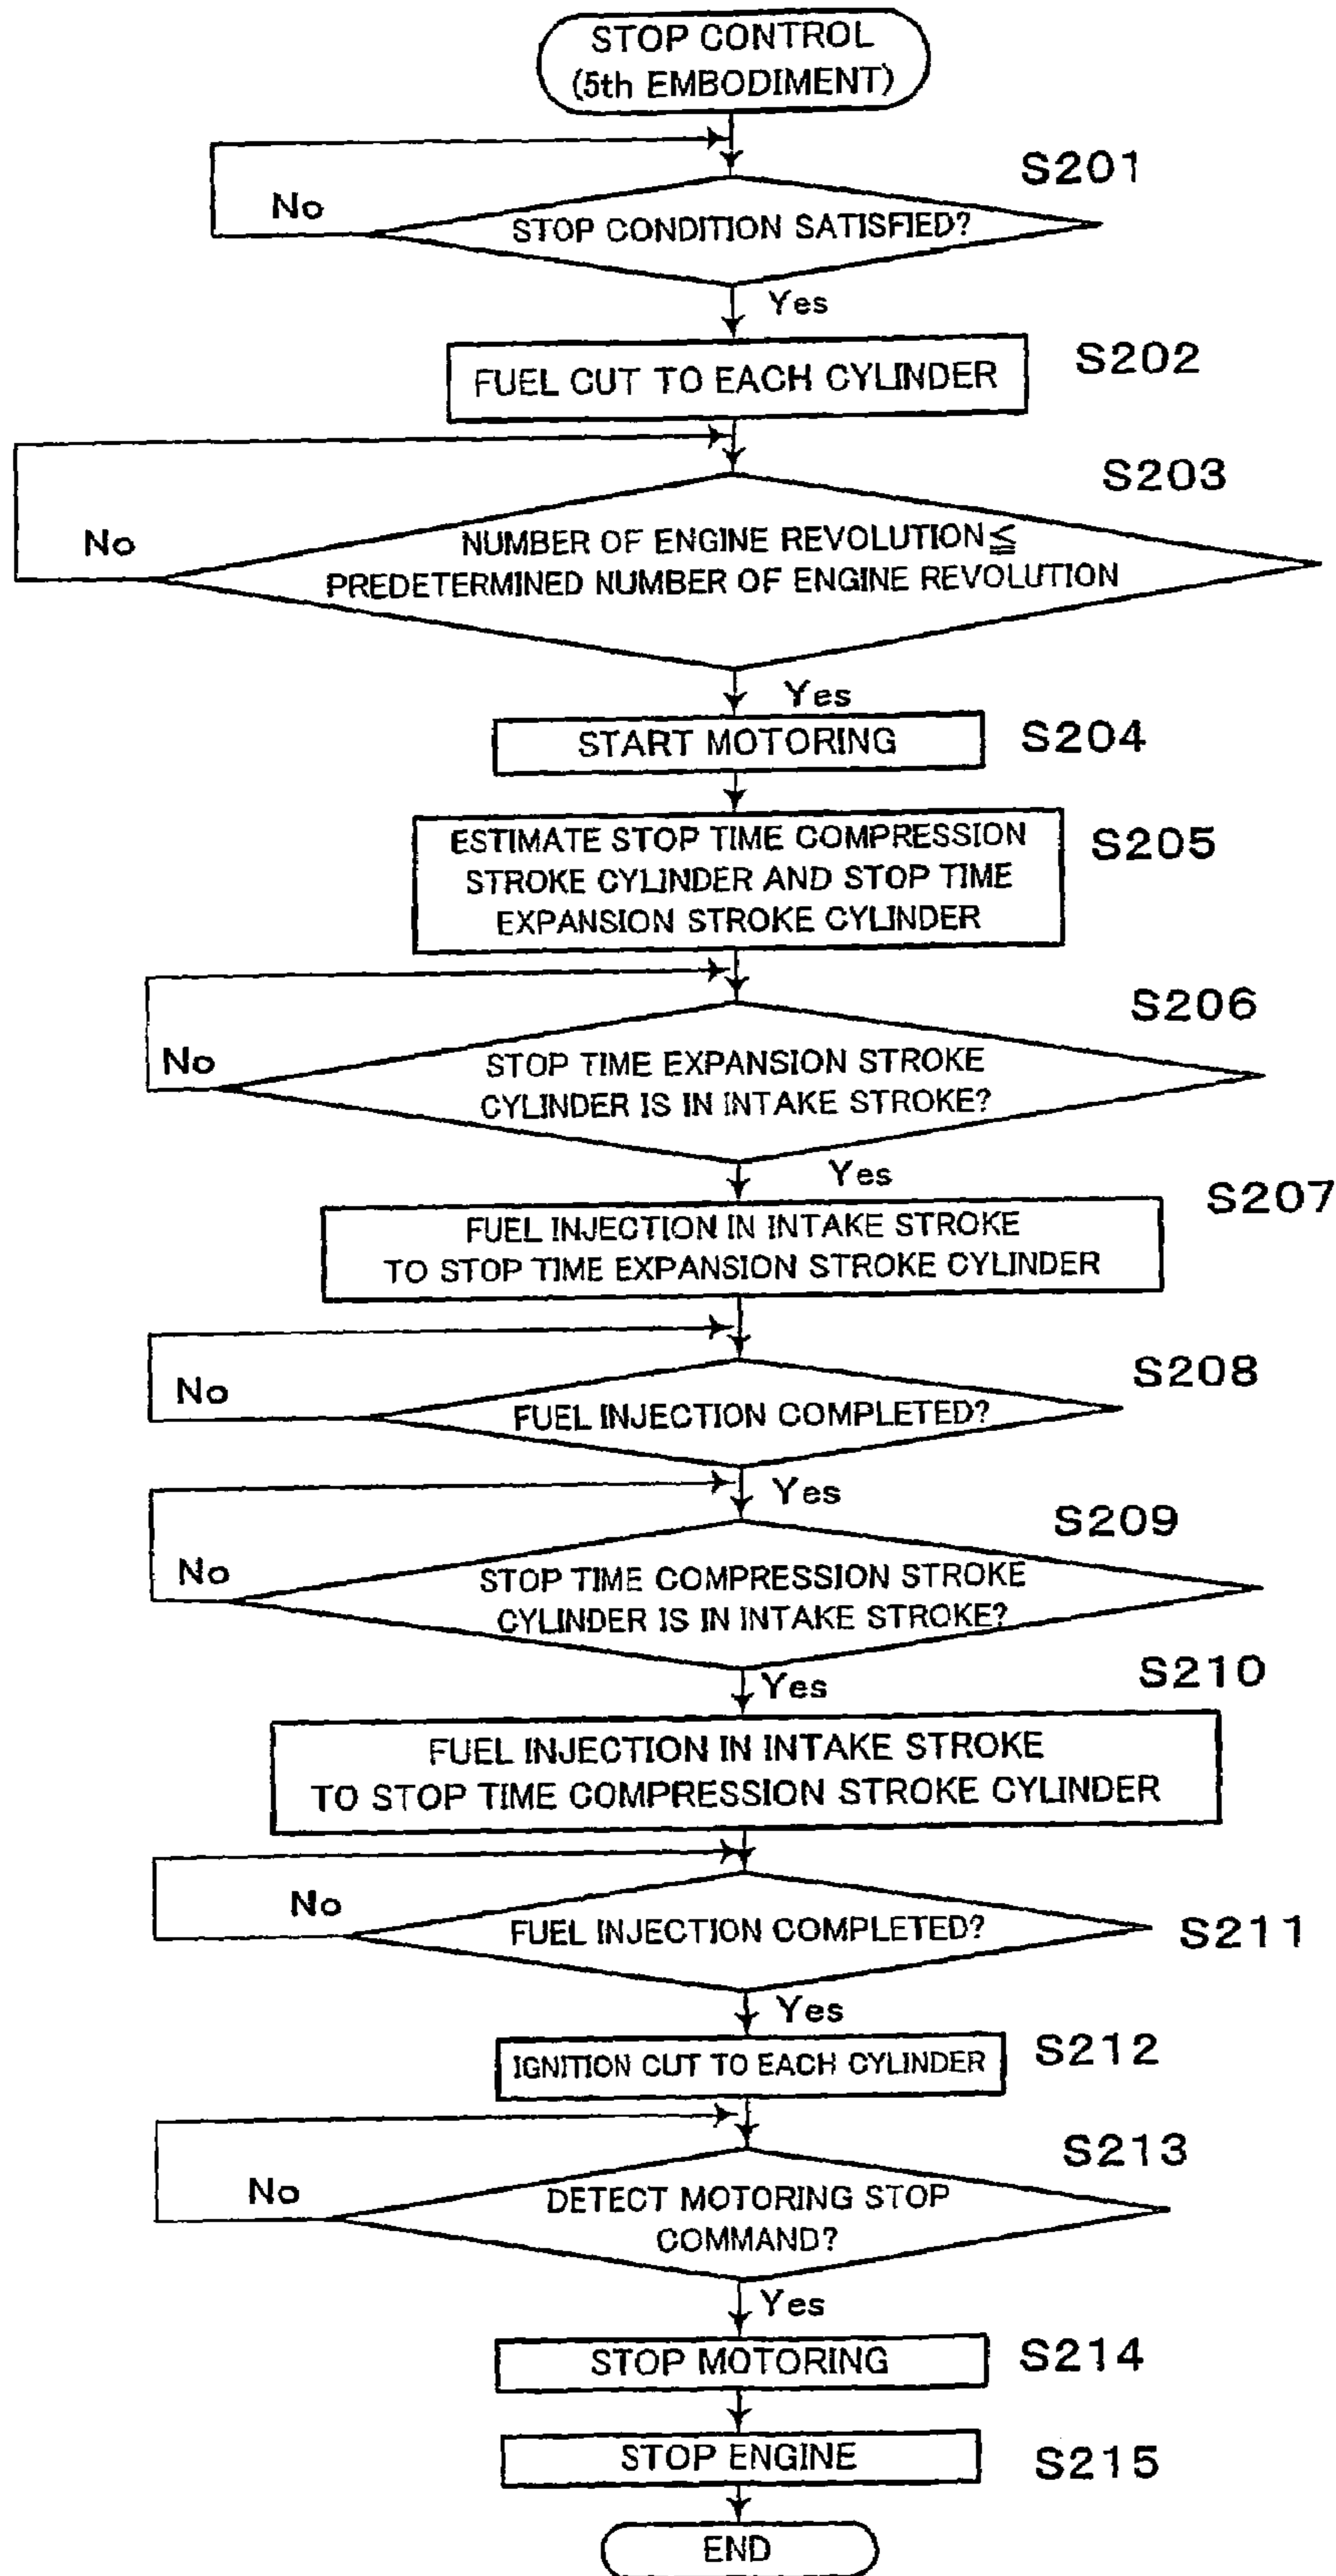 STOP CONTROL
(5th EMBODIMENT)
S201
No
STOP CONDITION SATISFIED?
Yes
S202
FUEL CUT TO EACH CYLINDER
S203
No
NUMBER OF ENGINE REVOLUTION≦
PREDETERMINED NUMBER OF ENGINE REVOLUTION
Yes
START MOTORING
S204
ESTIMATE STOP TIME COMPRESSION
STROKE CYLINDER AND STOP TIME
EXPANSION STROKE CYLINDER
S205
S206
No
STOP TIME EXPANSION STROKE
CYLINDER IS IN INTAKE STROKE?
Yes
S207
FUEL INJECTION IN INTAKE STROKE
TO STOP TIME EXPANSION STROKE CYLINDER
S208
No
FUEL INJECTION COMPLETED?
Yes
S209
No
STOP TIME COMPRESSION STROKE
CYLINDER IS IN INTAKE STROKE?
S210
Yes
FUEL INJECTION IN INTAKE STROKE
TO STOP TIME COMPRESSION STROKE CYLINDER
No
FUEL INJECTION COMPLETED?
S211
Yes
IGNITION CUT TO EACH CYLINDER
S212
S213
No
DETECT MOTORING STOP
COMMAND?
Yes
STOP MOTORING
S214
STOP ENGINE
S215
END